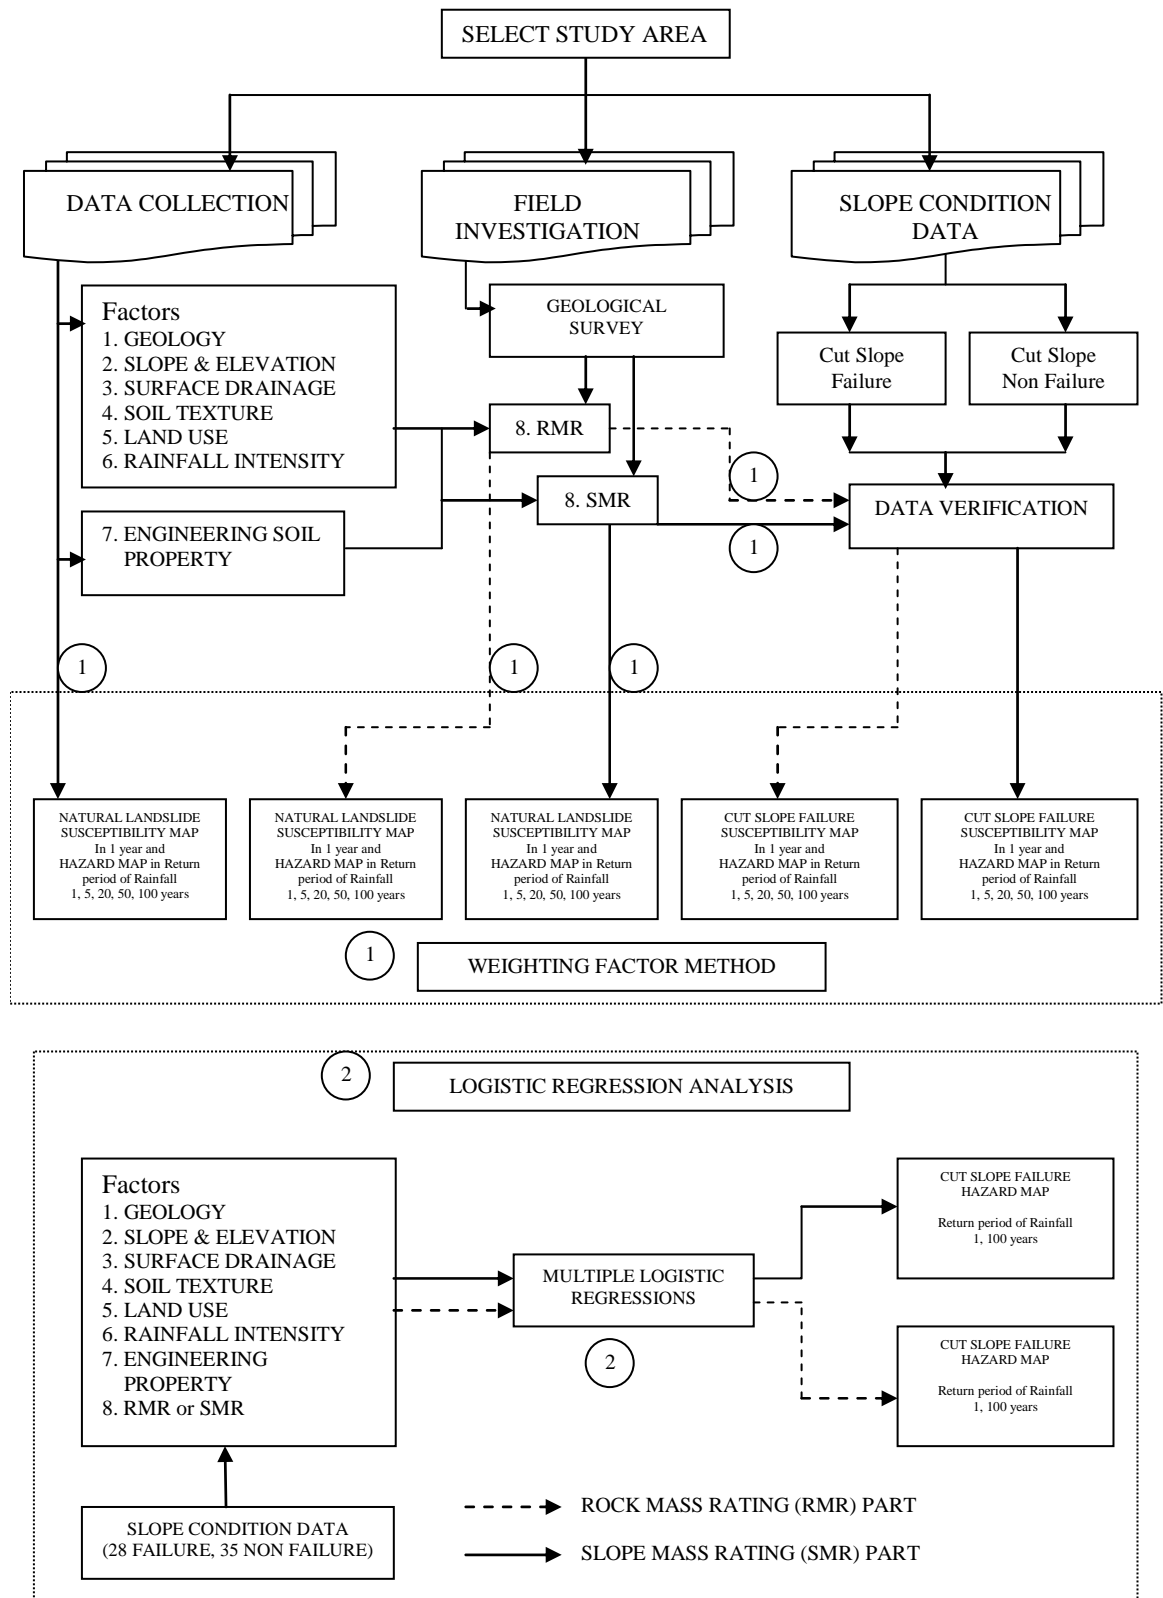 SELECT STUDY AREA
DATA COLLECTION
FIELD
INVESTIGATION
SLOPE CONDITION
DATA
Factors
1. GEOLOGY
2. SLOPE & ELEVATION
3. SURFACE DRAINAGE
4. SOIL TEXTURE
5. LAND USE
6. RAINFALL INTENSITY
7. ENGINEERING SOIL
PROPERTY
GEOLOGICAL
SURVEY
8. RMR
8. SMR
Cut Slope
Failure
Cut Slope
Non Failure
1
1
DATA VERIFICATION
1
1
1
NATURAL LANDSLIDE
SUSCEPTIBILITY MAP
In 1 year and
HAZARD MAP in Return
period of Rainfall
1, 5, 20, 50, 100 years
NATURAL LANDSLIDE
SUSCEPTIBILITY MAP
In 1 year and
HAZARD MAP in Return
period of Rainfall
1, 5, 20, 50, 100 years
NATURAL LANDSLIDE
SUSCEPTIBILITY MAP
In 1 year and
HAZARD MAP in Return
period of Rainfall
1, 5, 20, 50, 100 years
CUT SLOPE FAILURE
SUSCEPTIBILITY MAP
In 1 year and
HAZARD MAP in Return
period of Rainfall
1, 5, 20, 50, 100 years
CUT SLOPE FAILURE
SUSCEPTIBILITY MAP
In 1 year and
HAZARD MAP in Return
period of Rainfall
1, 5, 20, 50, 100 years
1
WEIGHTING FACTOR METHOD
2
LOGISTIC REGRESSION ANALYSIS
Factors
1. GEOLOGY
2. SLOPE & ELEVATION
3. SURFACE DRAINAGE
4. SOIL TEXTURE
5. LAND USE
6. RAINFALL INTENSITY
7. ENGINEERING
PROPERTY
8. RMR or SMR
MULTIPLE LOGISTIC
REGRESSIONS
2
CUT SLOPE FAILURE
HAZARD MAP
Return period of Rainfall
1, 100 years
CUT SLOPE FAILURE
HAZARD MAP
Return period of Rainfall
1, 100 years
SLOPE CONDITION DATA
(28 FAILURE, 35 NON FAILURE)
ROCK MASS RATING (RMR) PART
SLOPE MASS RATING (SMR) PART